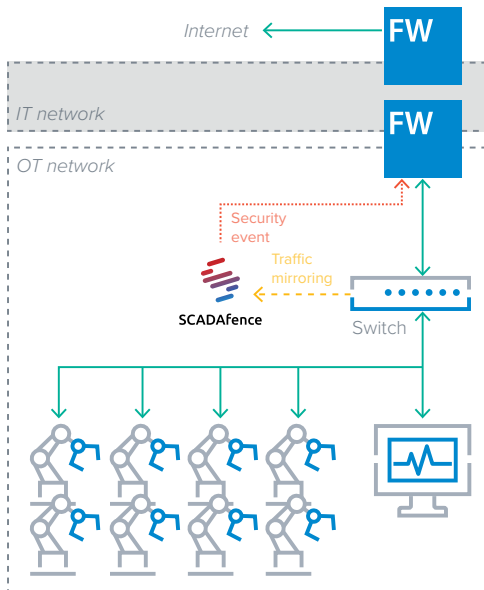 FW
Internet
IT network
FW
OT network
Security
event
Traffic
mirroring
SCADAfence
Switch